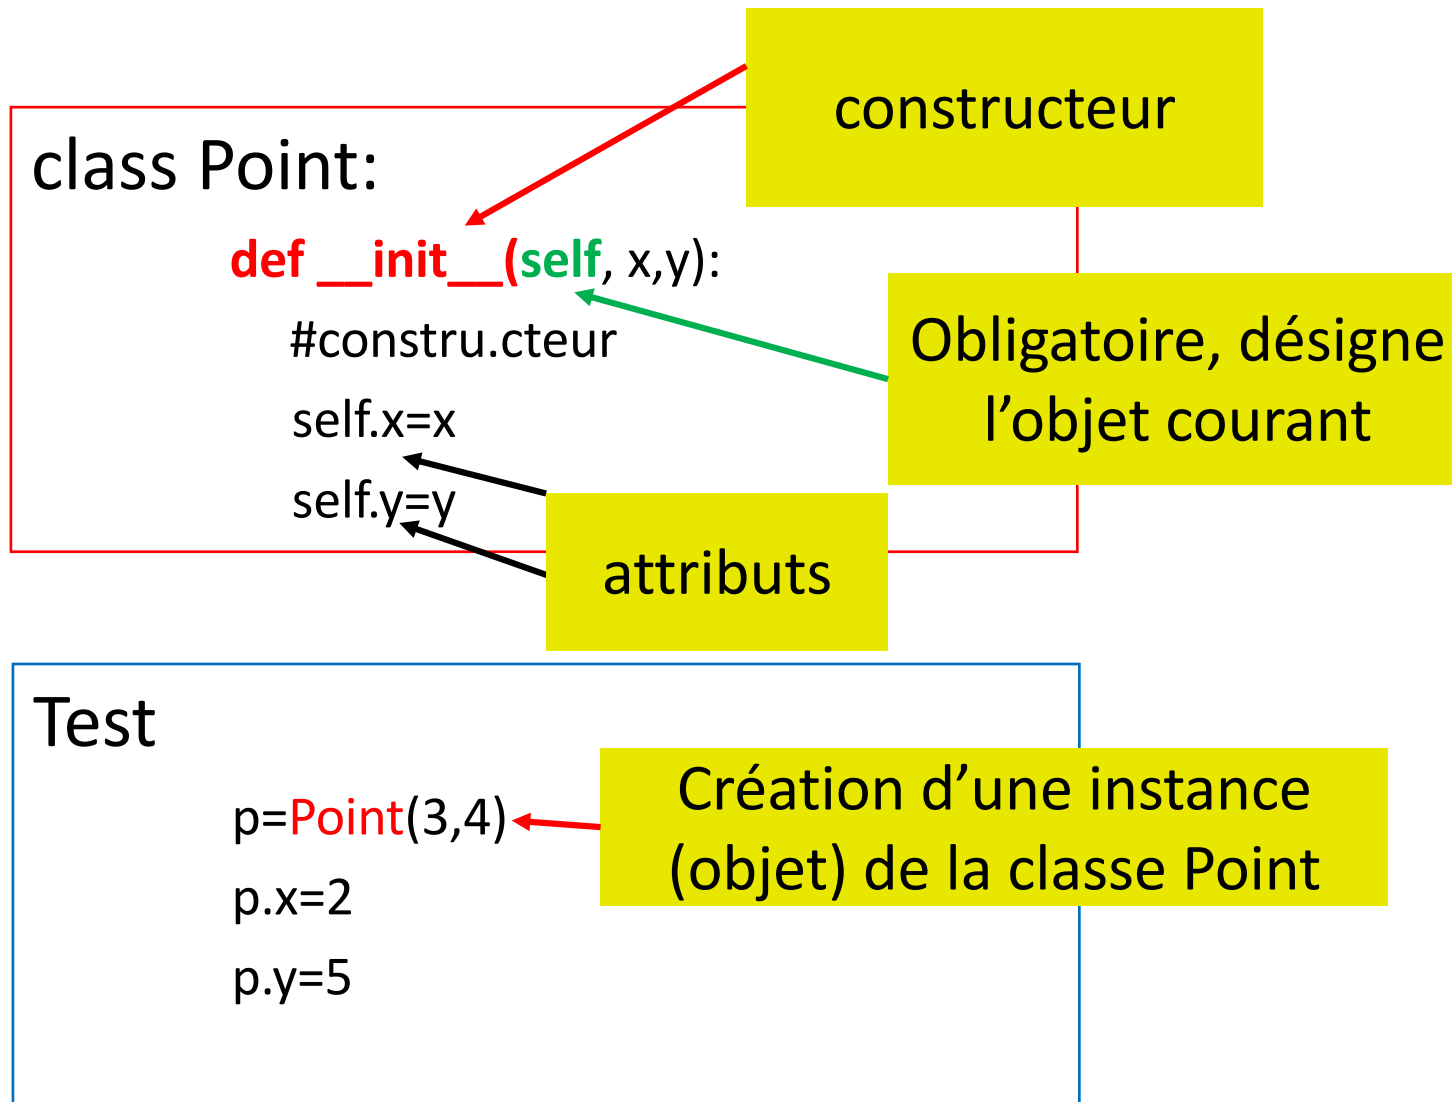 constructeur
class Point:
def __init__(self, x,y):
#constru.cteur
Obligatoire, désigne
l’objet courant
self.x=x
self.y=y
attributs
Test
Création d’une instance
(objet) de la classe Point
p=Point(3,4)
p.x=2
p.y=5